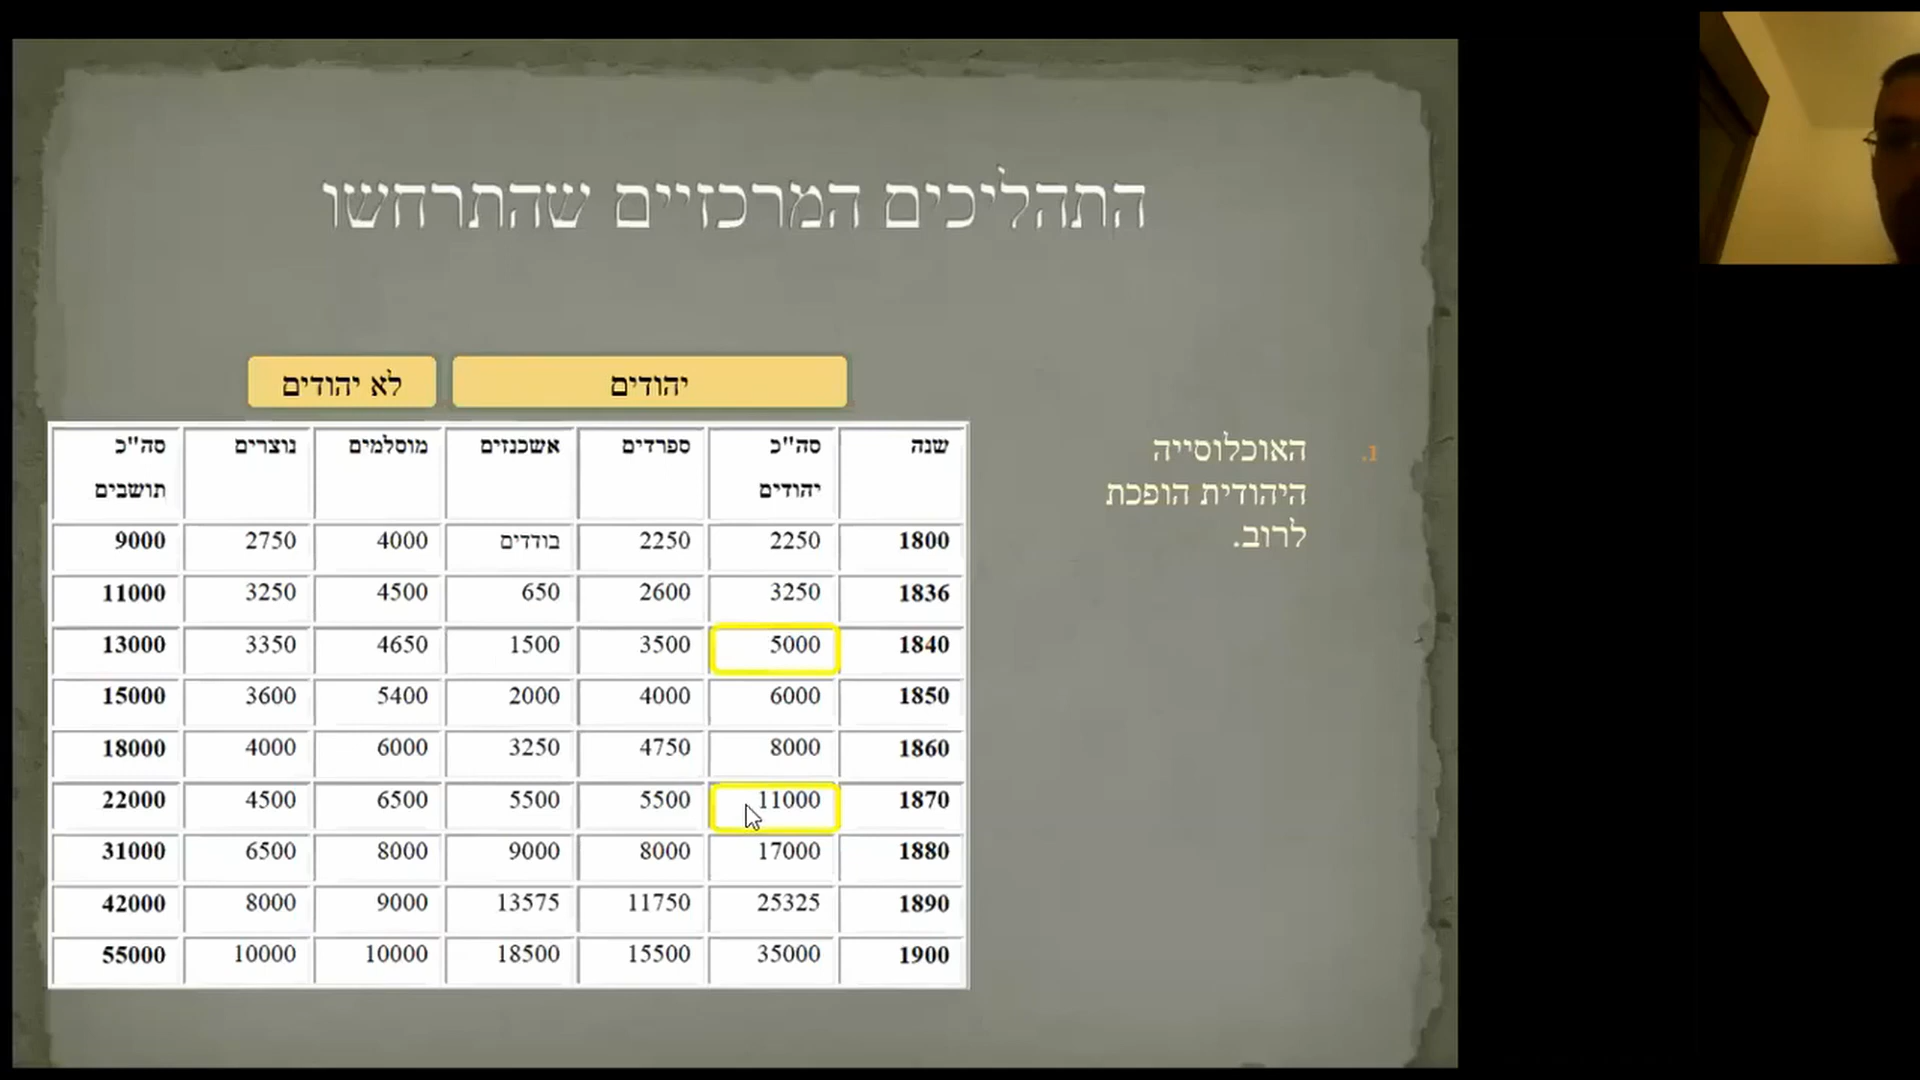 התהליכים המרכזיים שהתרחשו
1. האוכלוסייה
היהודית הופכת
לרוב.
יהודים לא יהודים
שנה סה"כ יהודים ספרדים אשכנזים מוסלמים נוצרים סה"כ תושבים
1800 2250 2250 בודדים 4000 2750 9000
1836 3250 2600 650 4500 3250 11000
1840 5000 3500 1500 4650 3350 13000
1850 6000 4000 2000 5400 3600 15000
1860 8000 4750 3250 6000 4000 18000
1870 11000 5500 5500 6500 4500 22000
1880 17000 8000 9000 8000 6500 31000
1890 25325 11750 13575 9000 8000 42000
1900 35000 15500 18500 10000 10000 55000